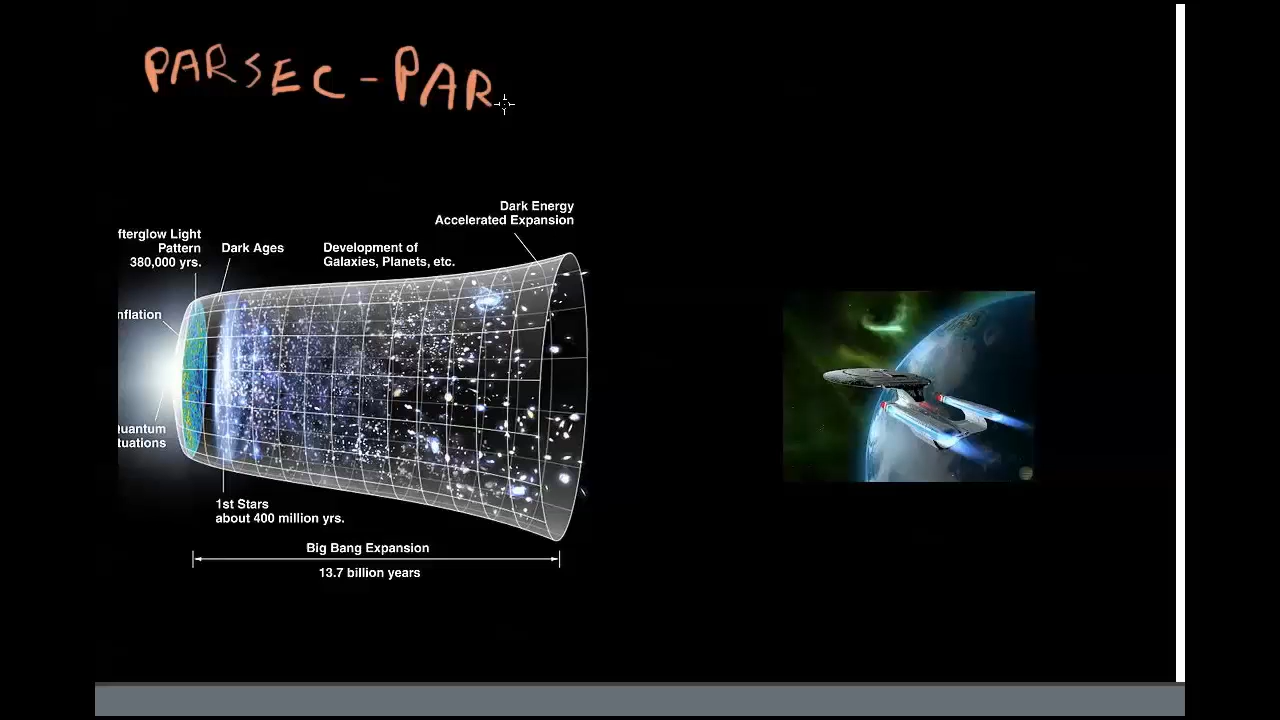 PARSEC - PAR
Dark Energy
Accelerated Expansion
fterglow Light
Pattern
380,000 yrs.
Dark Ages
Development of
Galaxies, Planets, etc.
nflation
Quantum
tuations
1st Stars
about 400 million yrs.
Big Bang Expansion
13.7 billion years